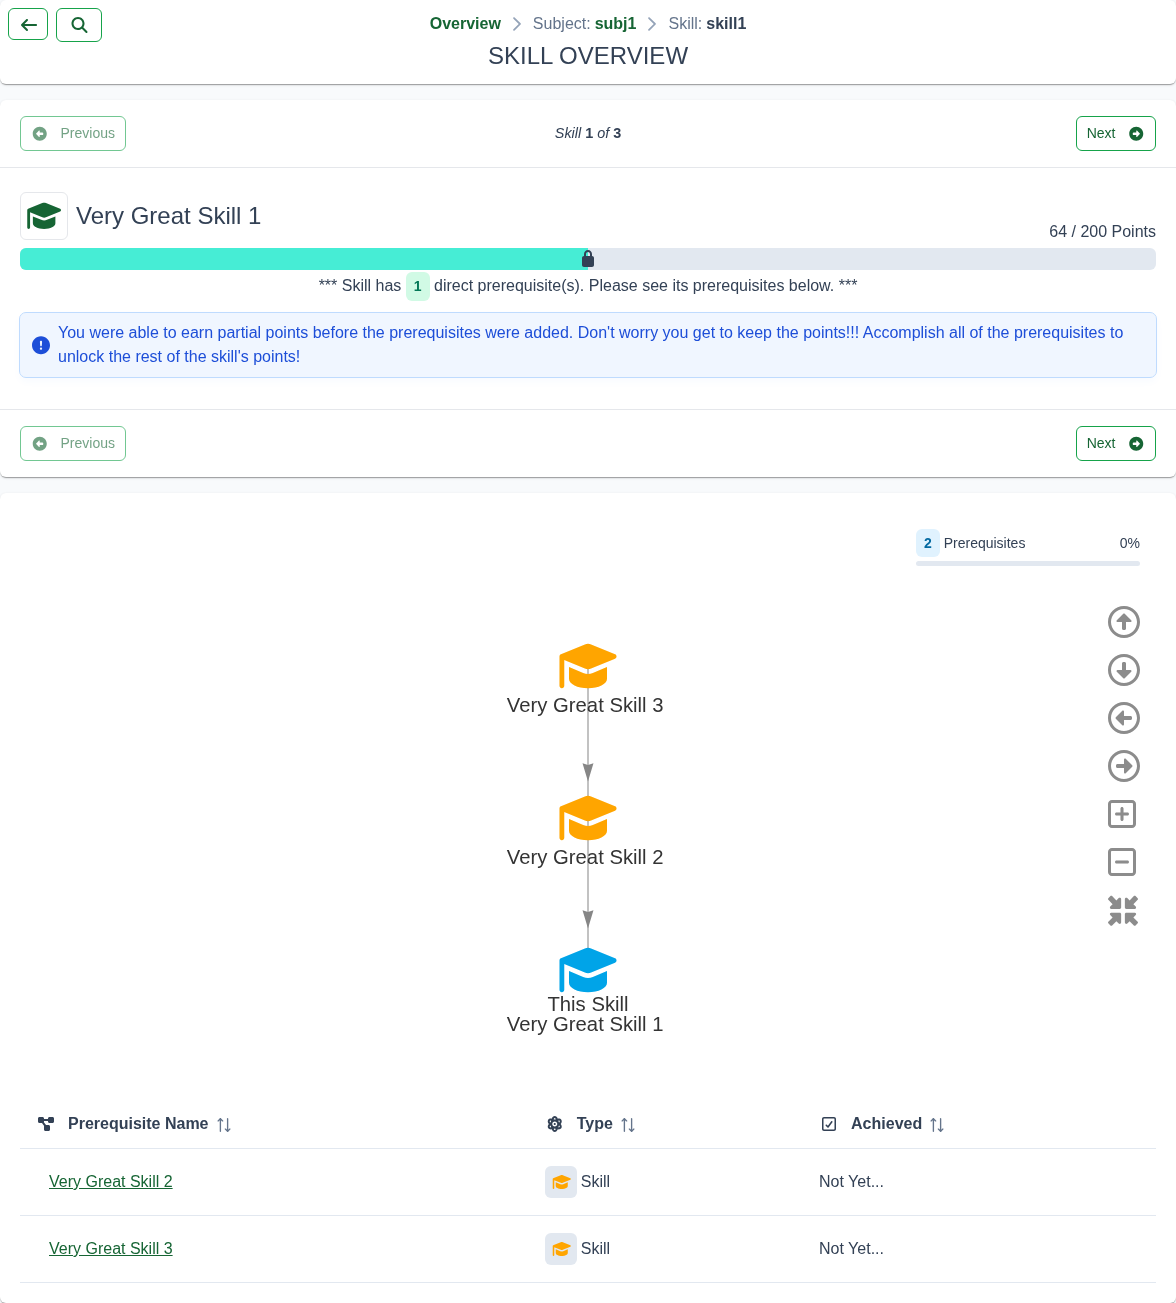 Overview > Subject: subj1 > Skill: skill1
SKILL OVERVIEW
Previous
Skill 1 of 3
Next
Very Great Skill 1
64 / 200 Points
*** Skill has 1 direct prerequisite(s). Please see its prerequisites below. ***
You were able to earn partial points before the prerequisites were added. Don't worry you get to keep the points!!! Accomplish all of the prerequisites to
unlock the rest of the skill's points!
Previous
Next
2 Prerequisites 0%
Very Great Skill 3
Very Great Skill 2
This Skill
Very Great Skill 1
Prerequisite Name Type Achieved
Very Great Skill 2 Skill Not Yet...
Very Great Skill 3 Skill Not Yet...